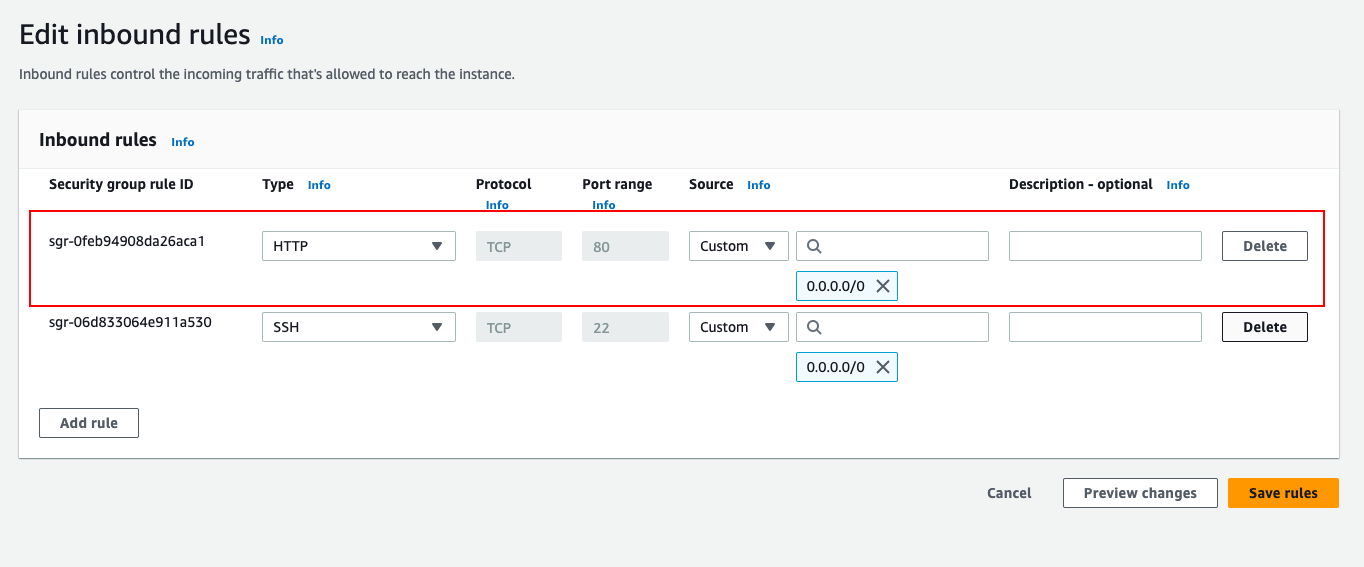 Edit inbound rules Info
Inbound rules control the incoming traffic that's allowed to reach the instance.
Inbound rules Info
Security group rule ID Type Info Protocol Info Port range Info Source Info Description - optional Info
sgr-0feb94908da26aca1 HTTP TCP 80 Custom Delete
0.0.0.0/0
sgr-06d833064e911a530 SSH TCP 22 Custom Delete
0.0.0.0/0
Add rule
Cancel Preview changes Save rules